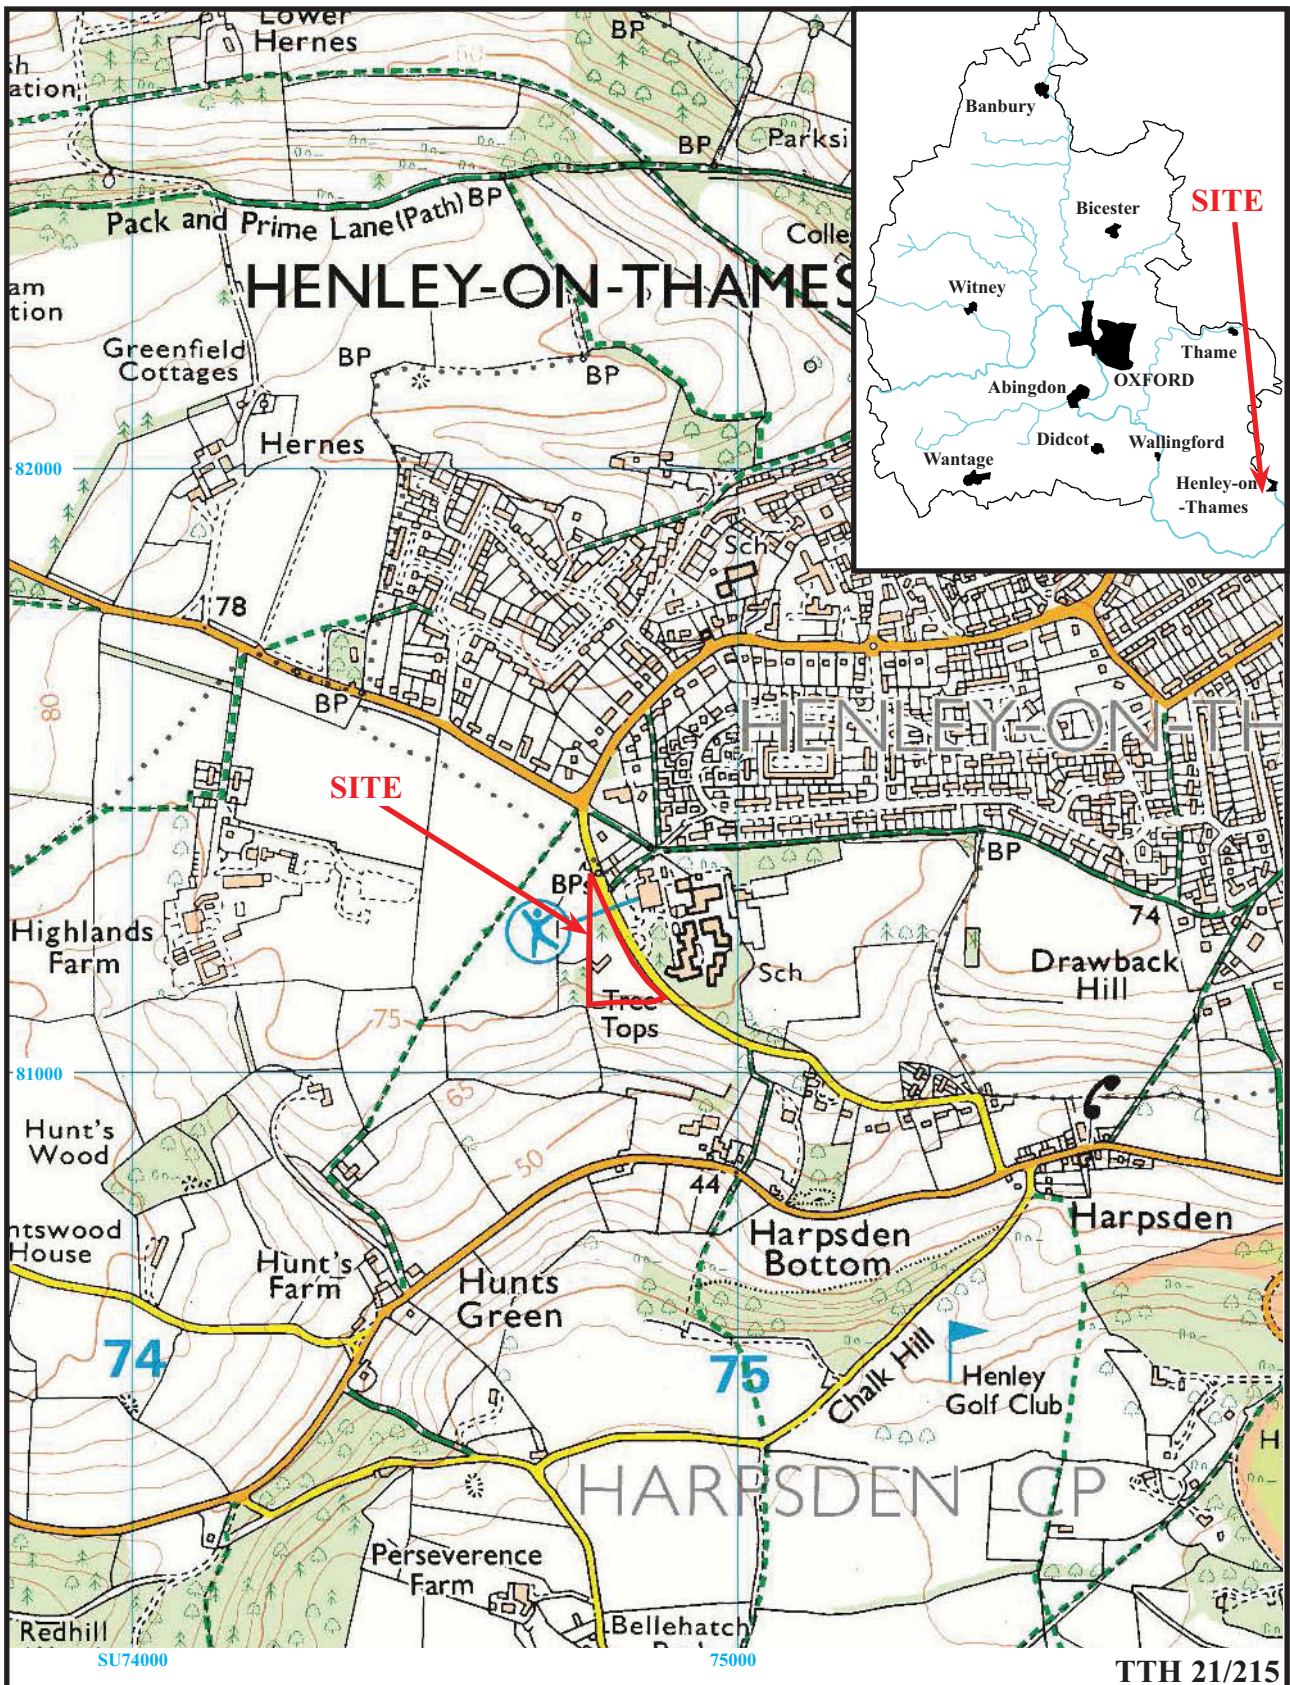 Lower
Hernes
BP
sh
ation
BP
Parksi
Pack and Prime Lane (Path)
BP
Colle
HENLEY-ON-THAMES
am
tion
Greenfield
Cottages
BP
BP
Hernes
82000
Sch
78
BP
80
HENLEY-ON-TH
SITE
BPs
BP
74
Highlands
Farm
Sch
Drawback
Hill
Tree
Tops
75
81000
65
Hunt's
Wood
50
44
Harpsden
Bottom
Harpsden
ntswood
House
Hunt's
Farm
Hunts
Green
74
75
Chalk Hill
Henley
Golf Club
H
HARPSDEN CP
Perseverence
Farm
Redhill
Bellehatch
SU74000
75000
TTH 21/215
Banbury
Bicester
SITE
Witney
Thame
OXFORD
Abingdon
Didcot
Wallingford
Wantage
Henley-on
-Thames